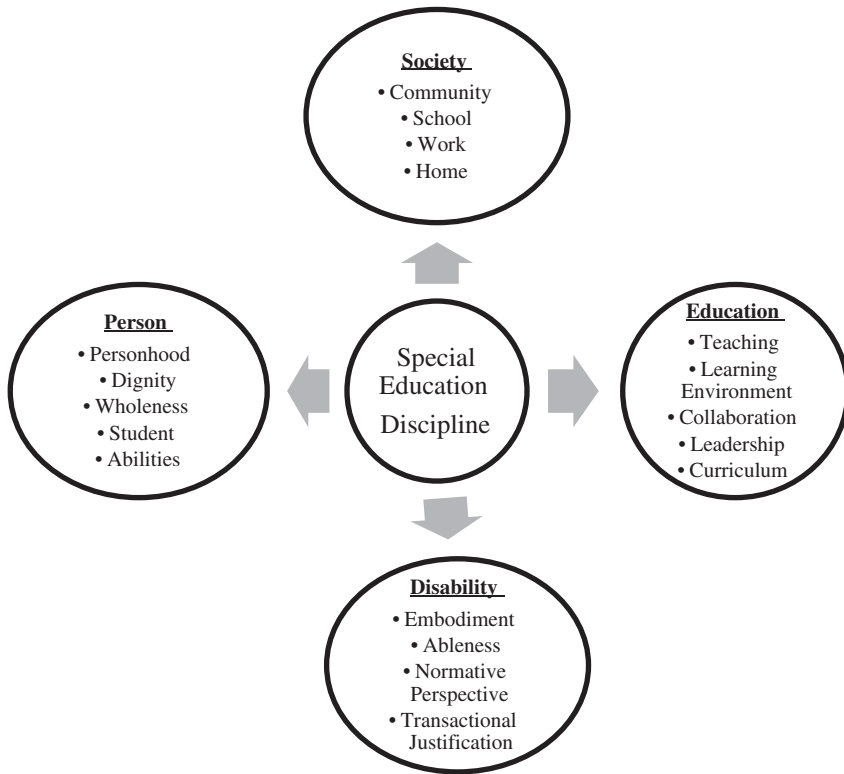 Society
• Community
• School
• Work
• Home
Person
• Personhood
• Dignity
• Wholeness
• Student
• Abilities
Special
Education
Discipline
Education
• Teaching
• Learning
Environment
• Collaboration
• Leadership
• Curriculum
Disability
• Embodiment
• Ableness
• Normative
Perspective
• Transactional
Justification